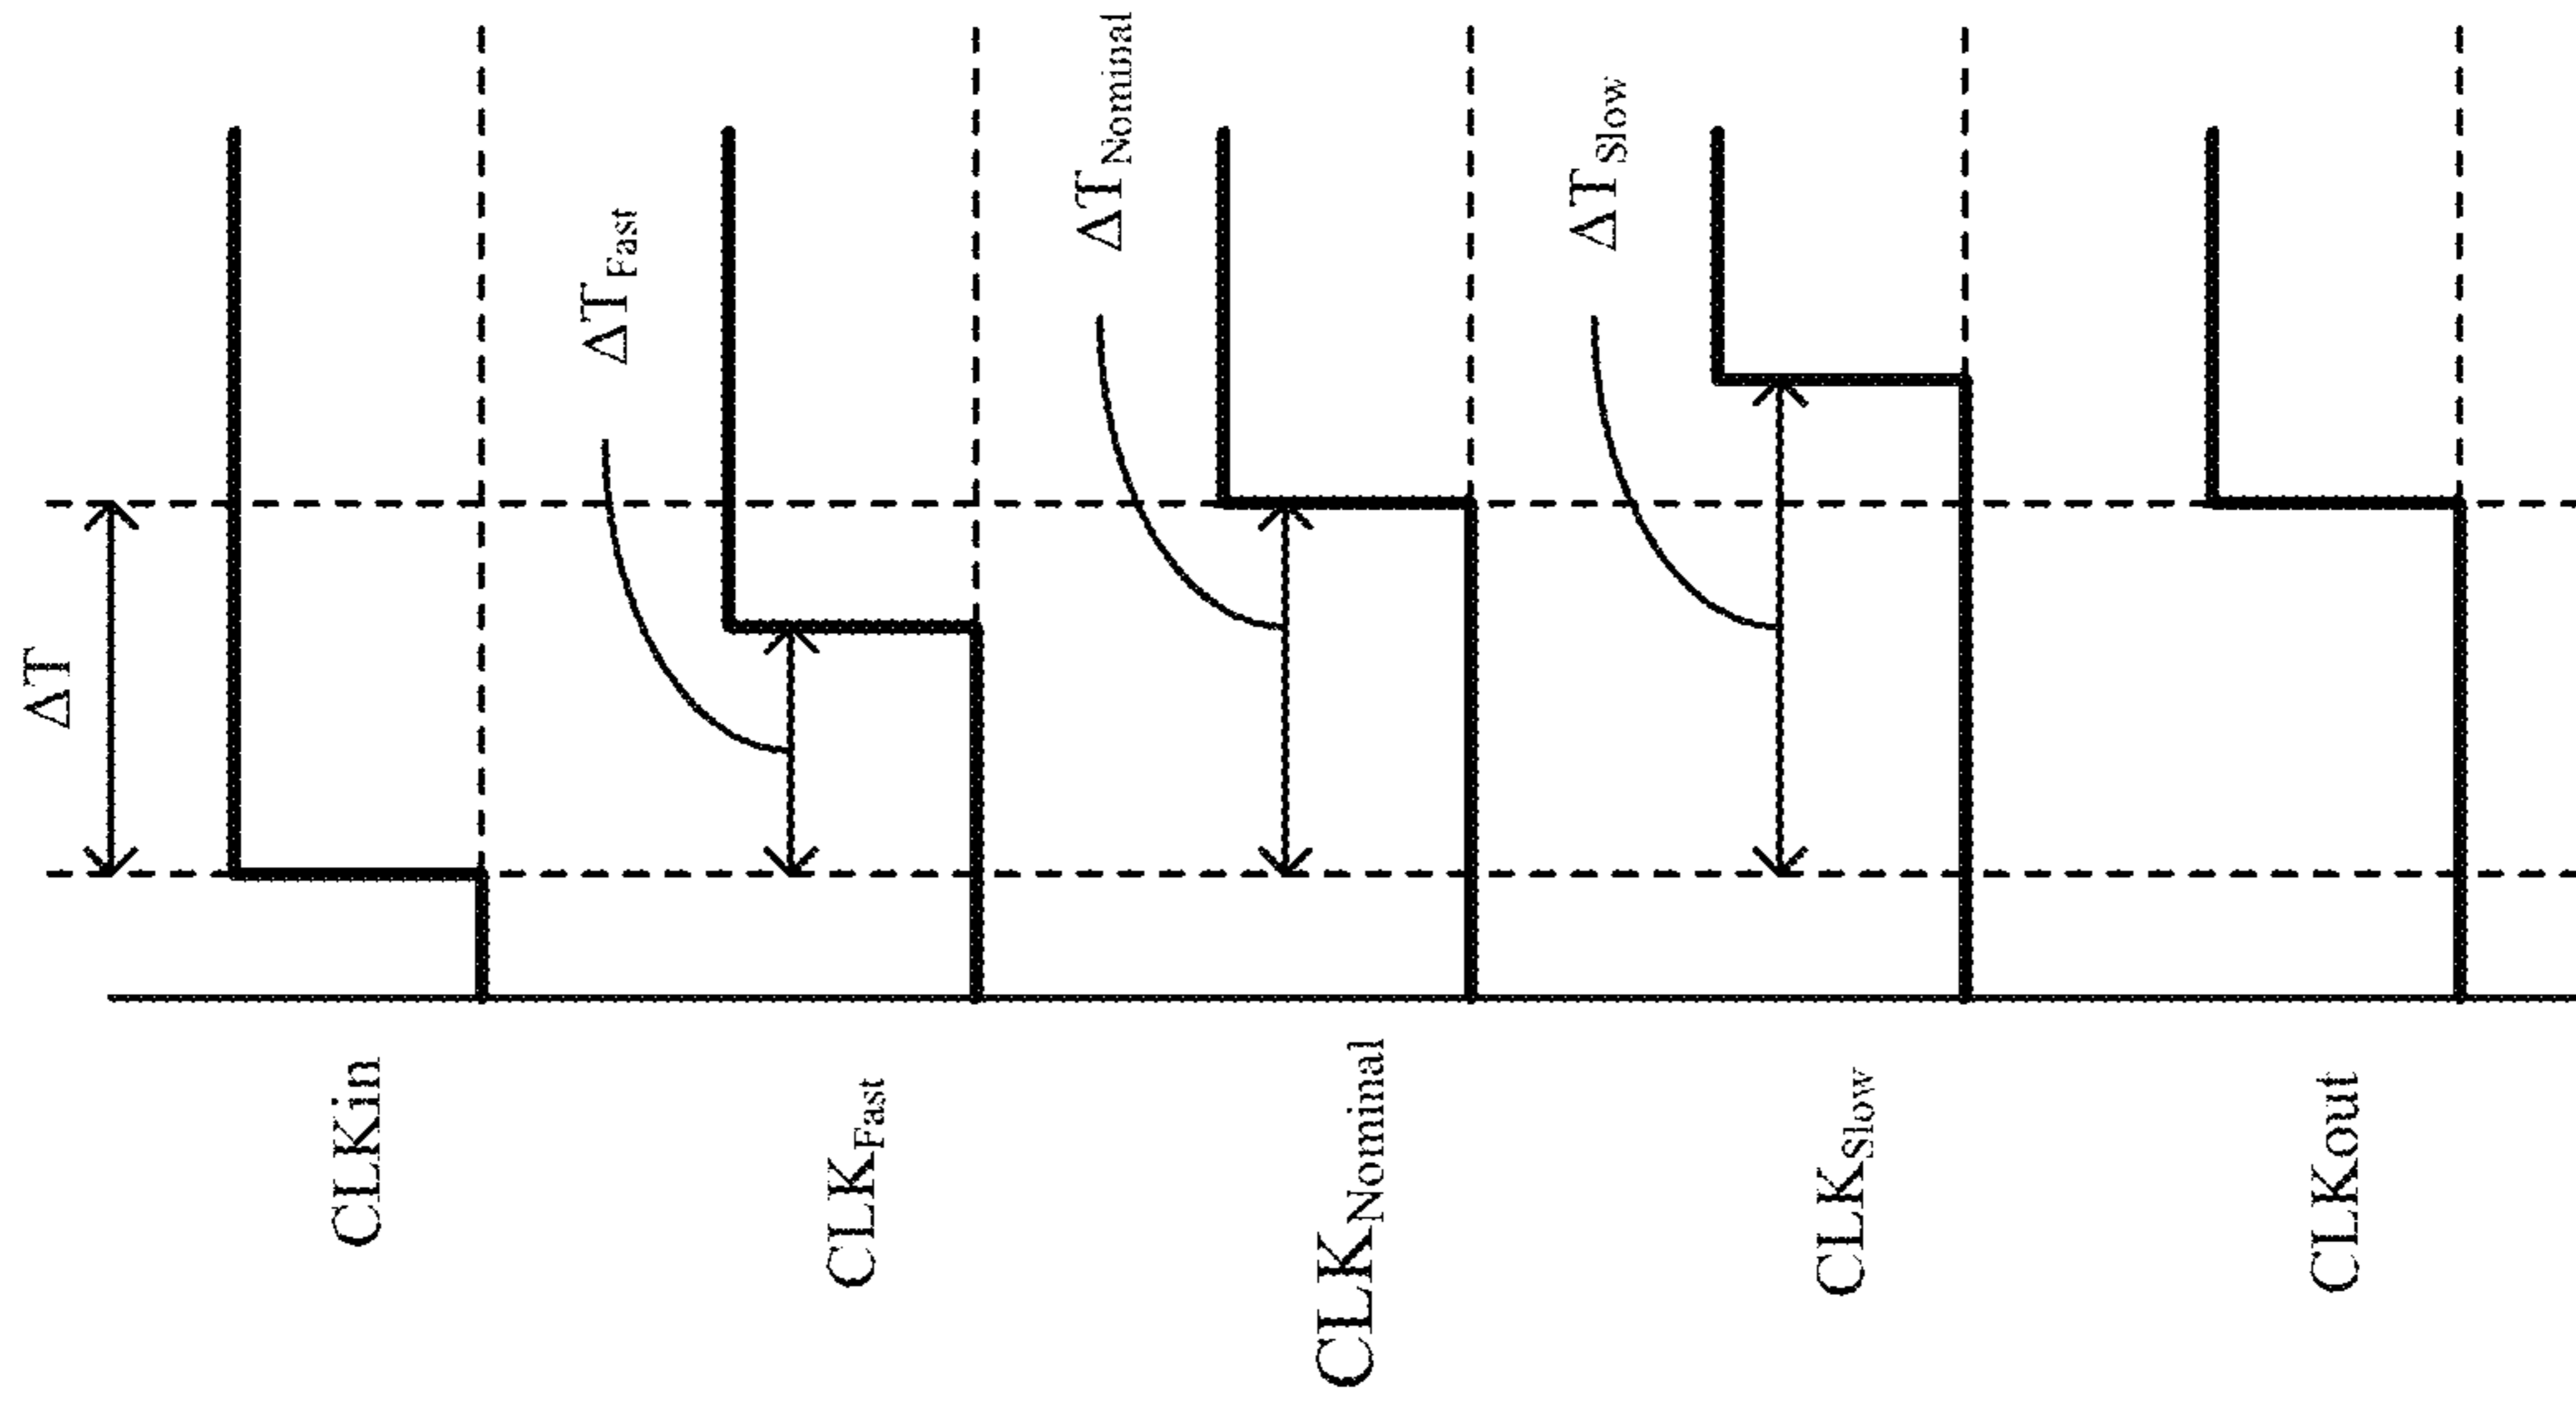 ΔT
CLKin
ΔT_Fast
CLK_Fast
ΔT_Nominal
CLK_Nominal
ΔT_Slow
CLK_Slow
CLKout